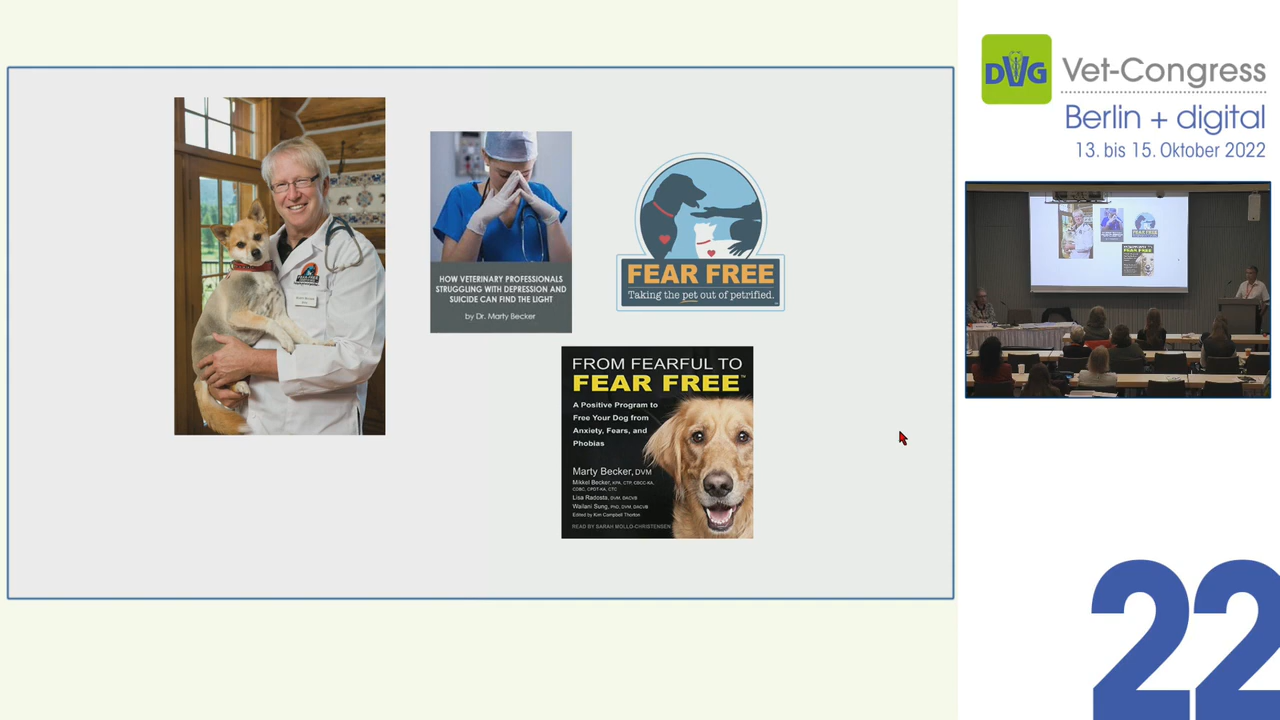 HOW VETERINARY PROFESSIONALS
STRUGGLING WITH DEPRESSION AND
SUICIDE CAN FIND THE LIGHT
by Dr. Marty Becker
FEAR FREE
Taking the pet out of petrified.
FROM FEARFUL TO
FEAR FREE™
A Positive Program to
Free Your Dog from
Anxiety, Fears, and
Phobias
Marty Becker, DVM
Mikkel Becker, KPA, CTP, CBCC-KA,
CDBC, CPDT-KA, CTC
Lisa Radosta, DVM, DACVB
Wailani Sung, PhD, DVM, DACVB
Edited by Kim Campbell Thornton
READ BY SARAH MOLLO-CHRISTENSEN
DVG
Vet-Congress
Berlin + digital
13. bis 15. Oktober 2022
FEAR FREE
22